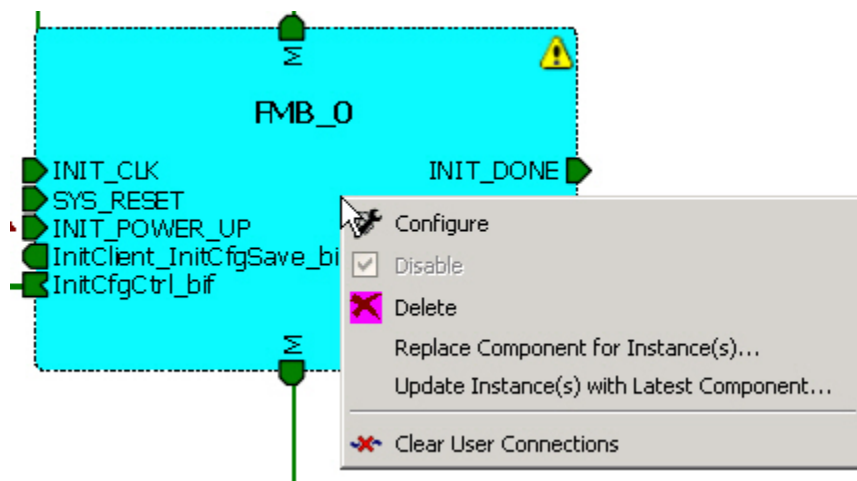 M
FMB_0
INIT_CLK
INIT_DONE
SYS_RESET
INIT_POWER_UP
InitClient_InitCfgSave_bi
InitCfgCtrl_bif
M
Configure
Disable
Delete
Replace Component for Instance(s)...
Update Instance(s) with Latest Component...
Clear User Connections